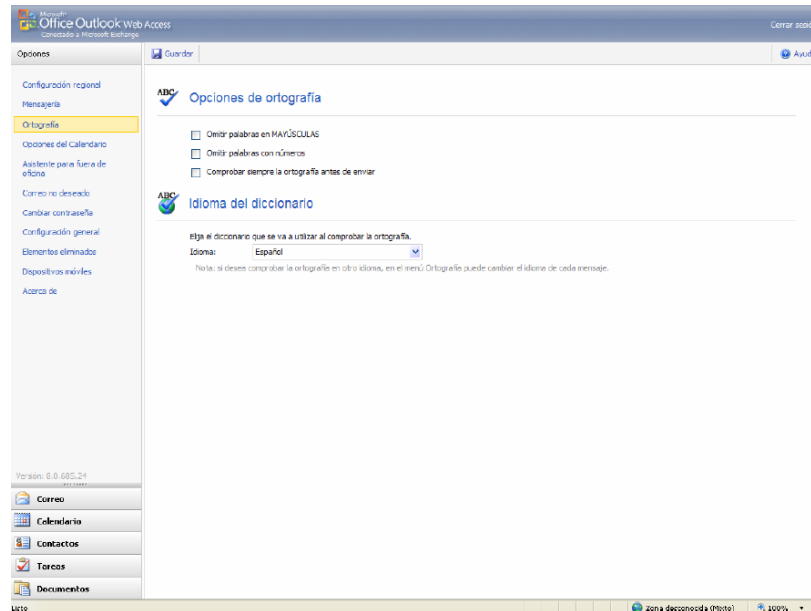 Microsoft
Office Outlook Web Access
Conectado a Microsoft Exchange
Cerrar sesió
Opciones
Guardar
Ayud
Configuración regional
Mensajería
Ortografía
Opciones del Calendario
Asistente para fuera de
oficina
Correo no deseado
Cambiar contraseña
Configuración general
Elementos eliminados
Dispositivos móviles
Acerca de
ABC
Opciones de ortografía
Omitir palabras en MAYÚSCULAS
Omitir palabras con números
Comprobar siempre la ortografía antes de enviar
ABC
Idioma del diccionario
Elija el diccionario que se va a utilizar al comprobar la ortografía.
Idioma: Español
Nota: si desea comprobar la ortografía en otro idioma, en el menú Ortografía puede cambiar el idioma de cada mensaje.
Versión: 8.0.685.24
Correo
Calendario
Contactos
Tareas
Documentos
Listo
Zona desconocida (Mixto)
100%